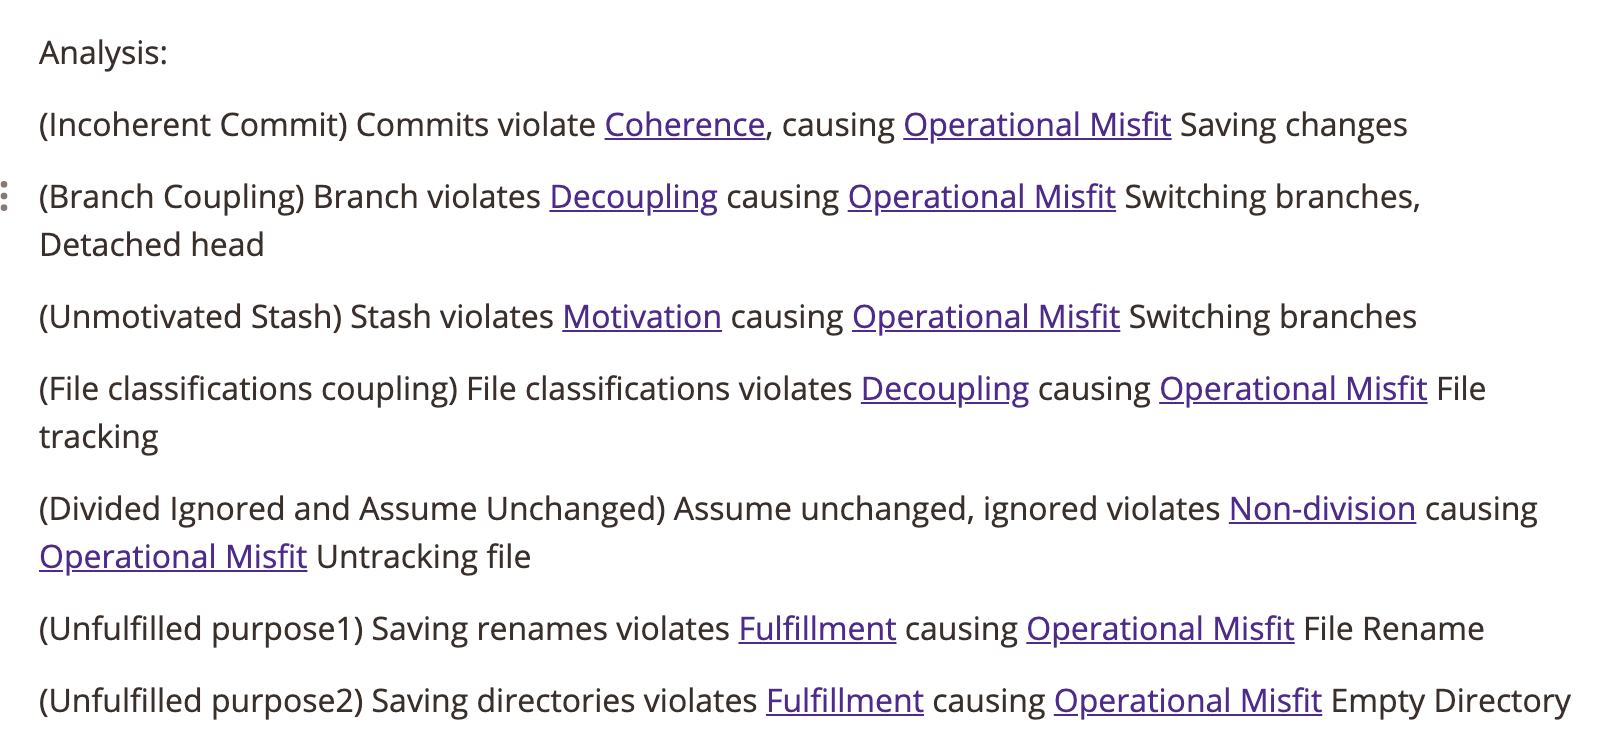 Analysis:
(Incoherent Commit) Commits violate Coherence, causing Operational Misfit Saving changes
(Branch Coupling) Branch violates Decoupling causing Operational Misfit Switching branches,
Detached head
(Unmotivated Stash) Stash violates Motivation causing Operational Misfit Switching branches
(File classifications coupling) File classifications violates Decoupling causing Operational Misfit File
tracking
(Divided Ignored and Assume Unchanged) Assume unchanged, ignored violates Non-division causing
Operational Misfit Untracking file
(Unfulfilled purpose1) Saving renames violates Fulfillment causing Operational Misfit File Rename
(Unfulfilled purpose2) Saving directories violates Fulfillment causing Operational Misfit Empty Directory